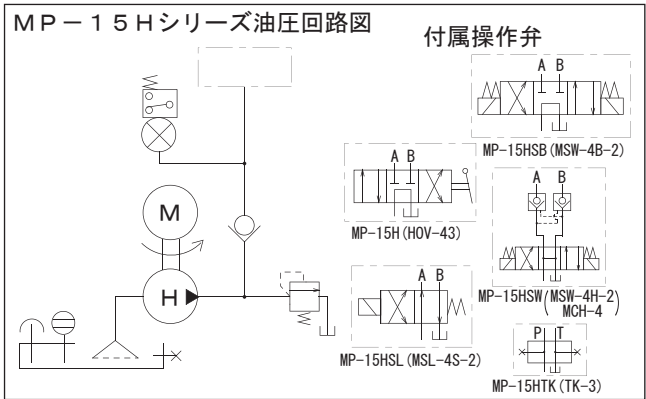 MP－15Hシリーズ油圧回路図
付属操作弁
A B
MP-15HSB(MSW-4B-2)
A B
MP-15H(HOV-43)
A B
MP-15HSW(MSW-4H-2)
MCH-4
M
H
A B
MP-15HSL(MSL-4S-2)
P T
MP-15HTK(TK-3)